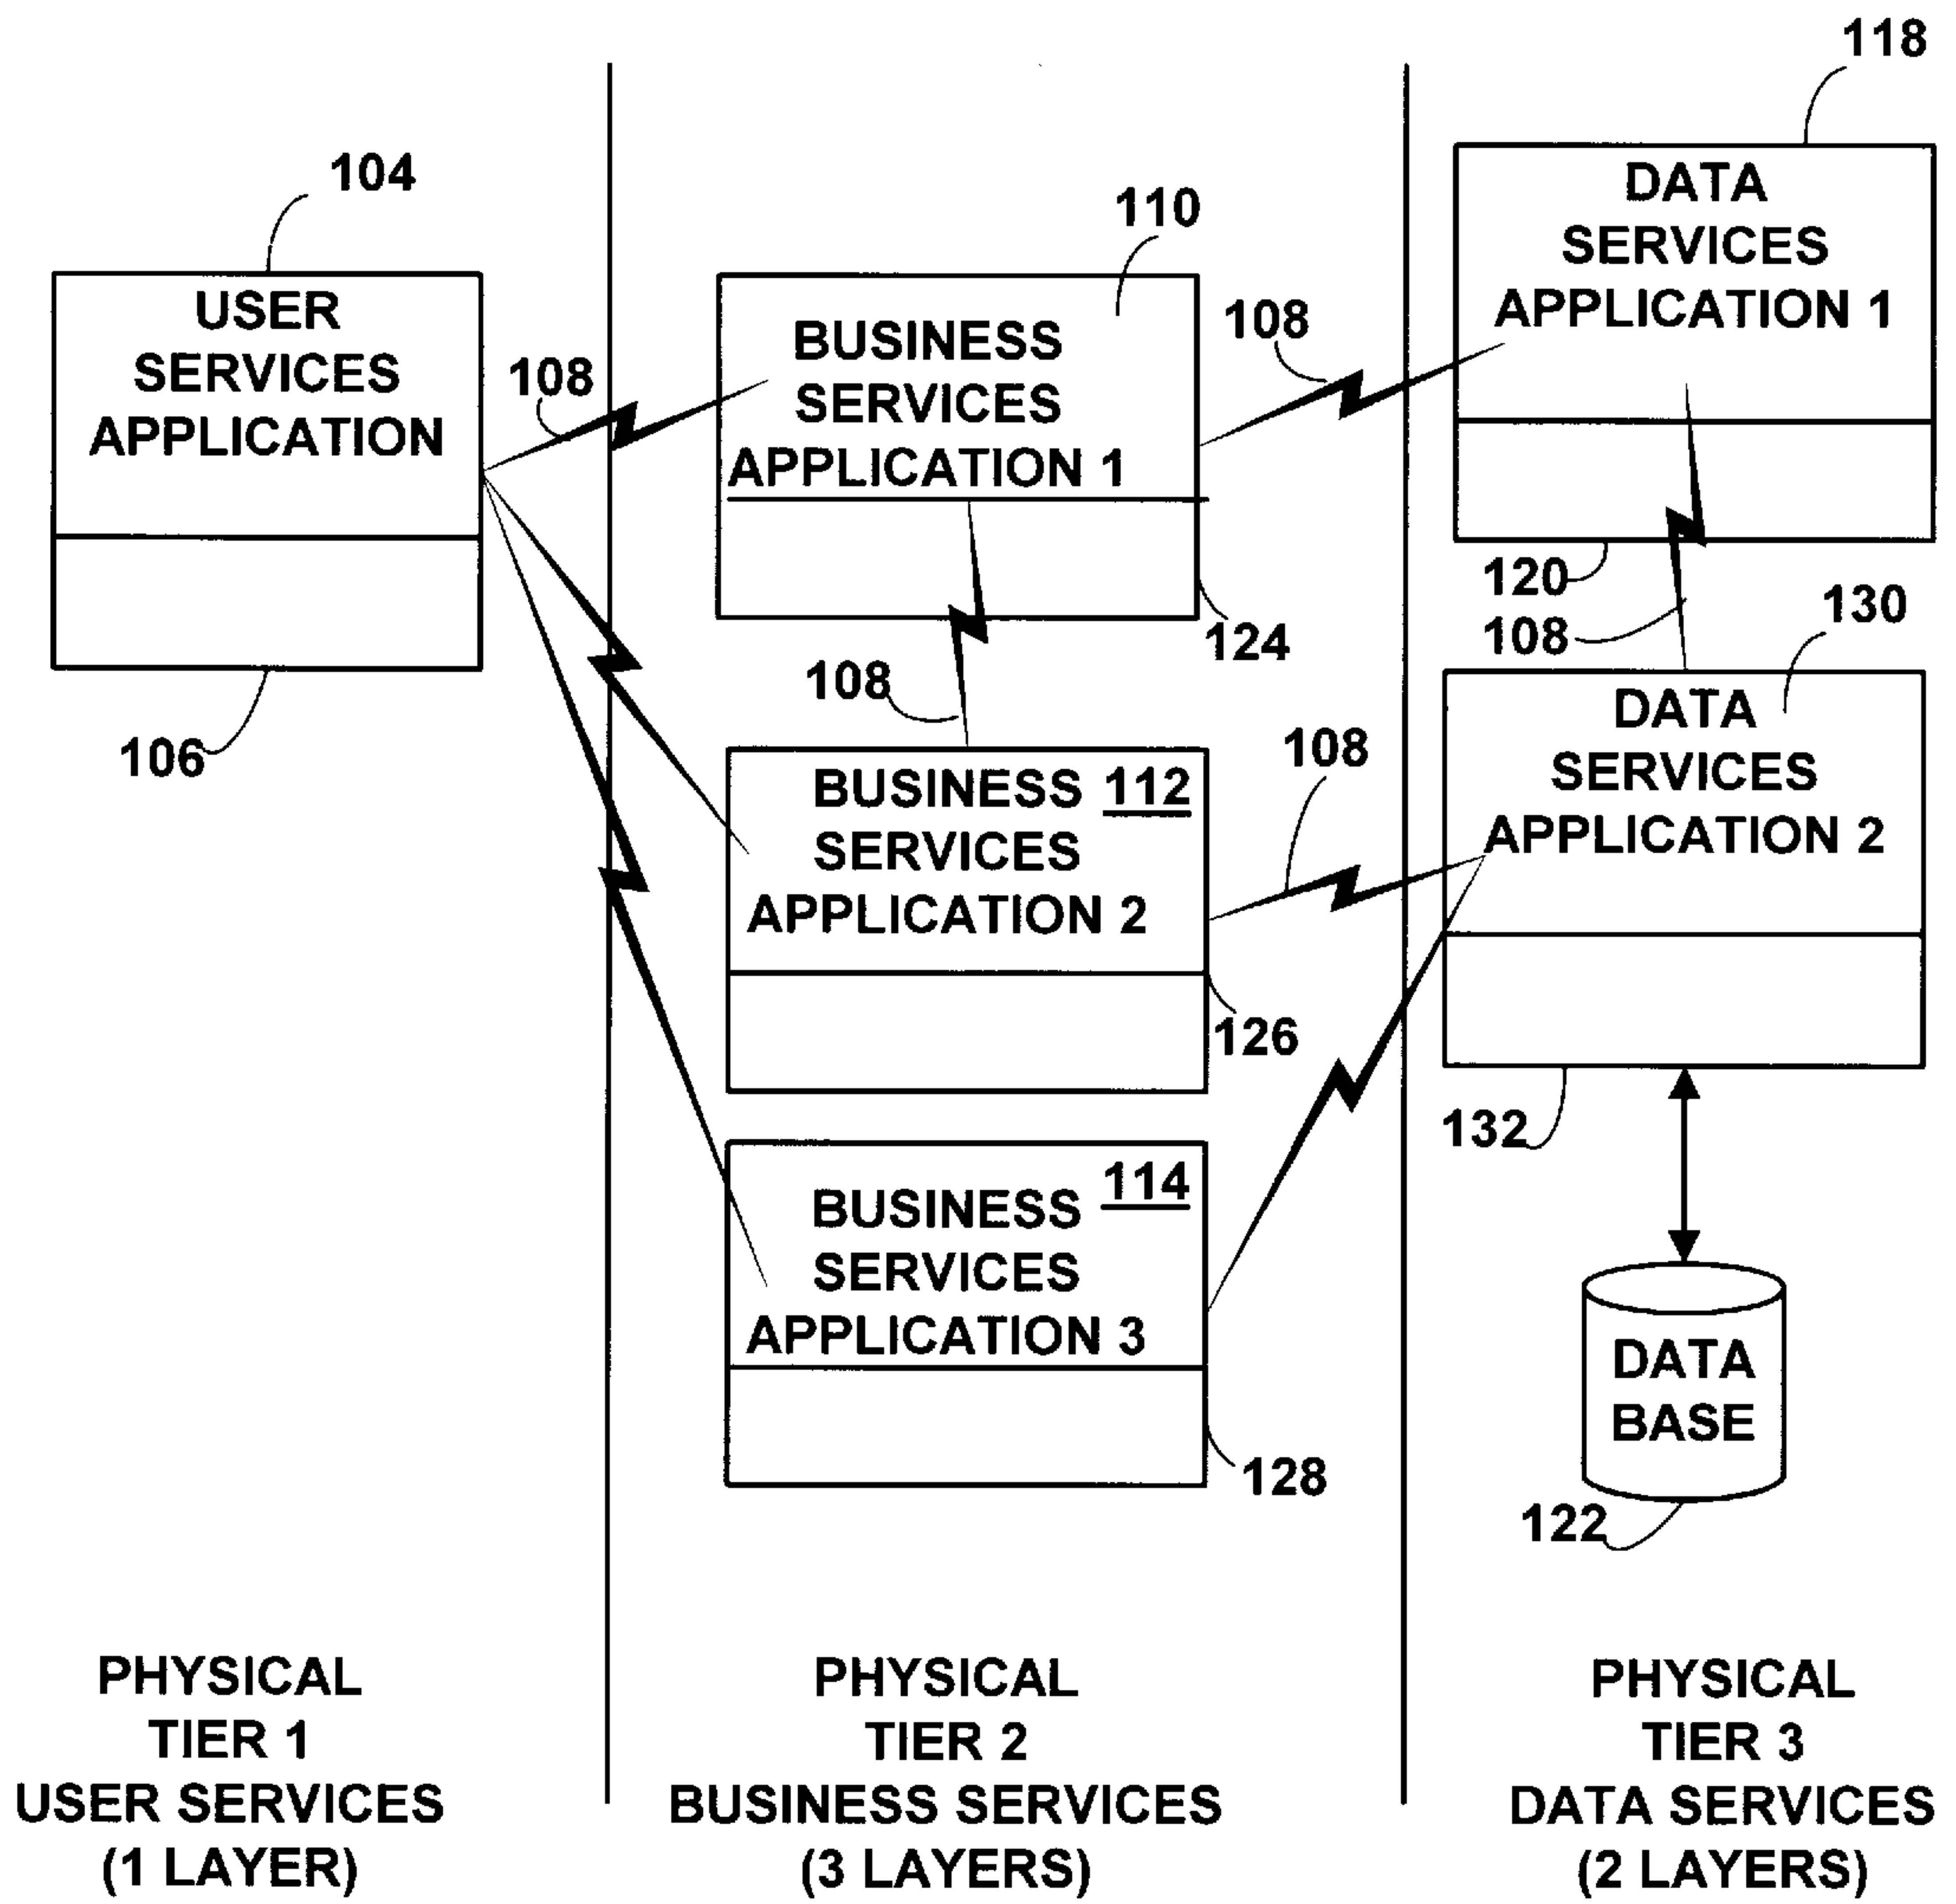 118
104
DATA
SERVICES
APPLICATION 1
110
USER
SERVICES
APPLICATION
108
BUSINESS
SERVICES
APPLICATION 1
108
120
108
130
124
106
108
DATA
SERVICES
APPLICATION 2
108
BUSINESS 112
SERVICES
APPLICATION 2
126
132
BUSINESS 114
SERVICES
APPLICATION 3
DATA
BASE
128
122
PHYSICAL
TIER 1
USER SERVICES
(1 LAYER)
PHYSICAL
TIER 2
BUSINESS SERVICES
(3 LAYERS)
PHYSICAL
TIER 3
DATA SERVICES
(2 LAYERS)